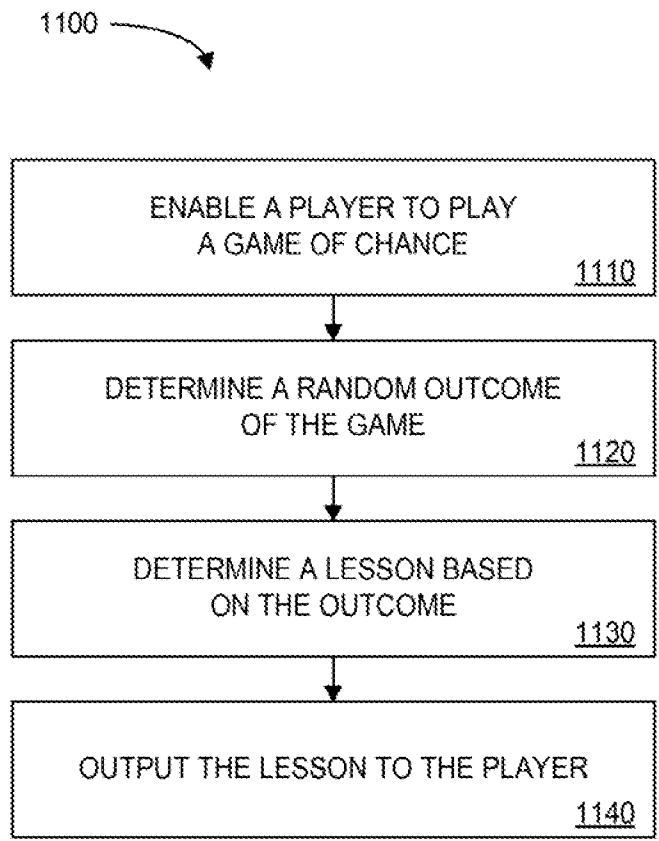 1100
ENABLE A PLAYER TO PLAY
A GAME OF CHANCE
1110
DETERMINE A RANDOM OUTCOME
OF THE GAME
1120
DETERMINE A LESSON BASED
ON THE OUTCOME
1130
OUTPUT THE LESSON TO THE PLAYER
1140